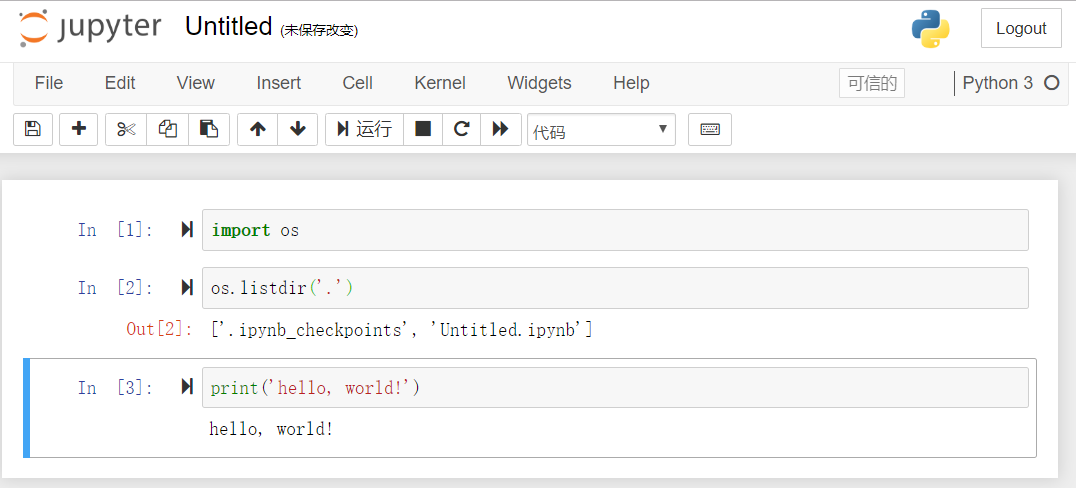 jupyter Untitled (未保存改变) Logout
File Edit View Insert Cell Kernel Widgets Help 可信的 Python 3
运行 代码
In [1]: import os
In [2]: os.listdir('.')
Out[2]: ['.ipynb_checkpoints', 'Untitled.ipynb']
In [3]: print('hello, world!')
hello, world!